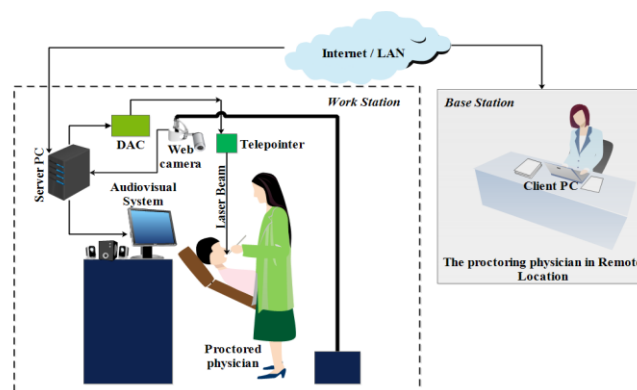 Internet / LAN
Work Station
Base Station
Server PC
DAC
Web
camera
Telepointer
Audiovisual
System
Laser Beam
Client PC
The proctoring physician in Remote
Location
Proctored
physician